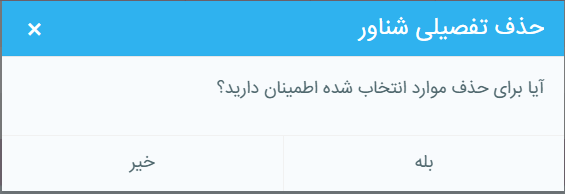 حذف تفصیلی شناور
آیا برای حذف موارد انتخاب شده اطمینان دارید؟
بله
خیر